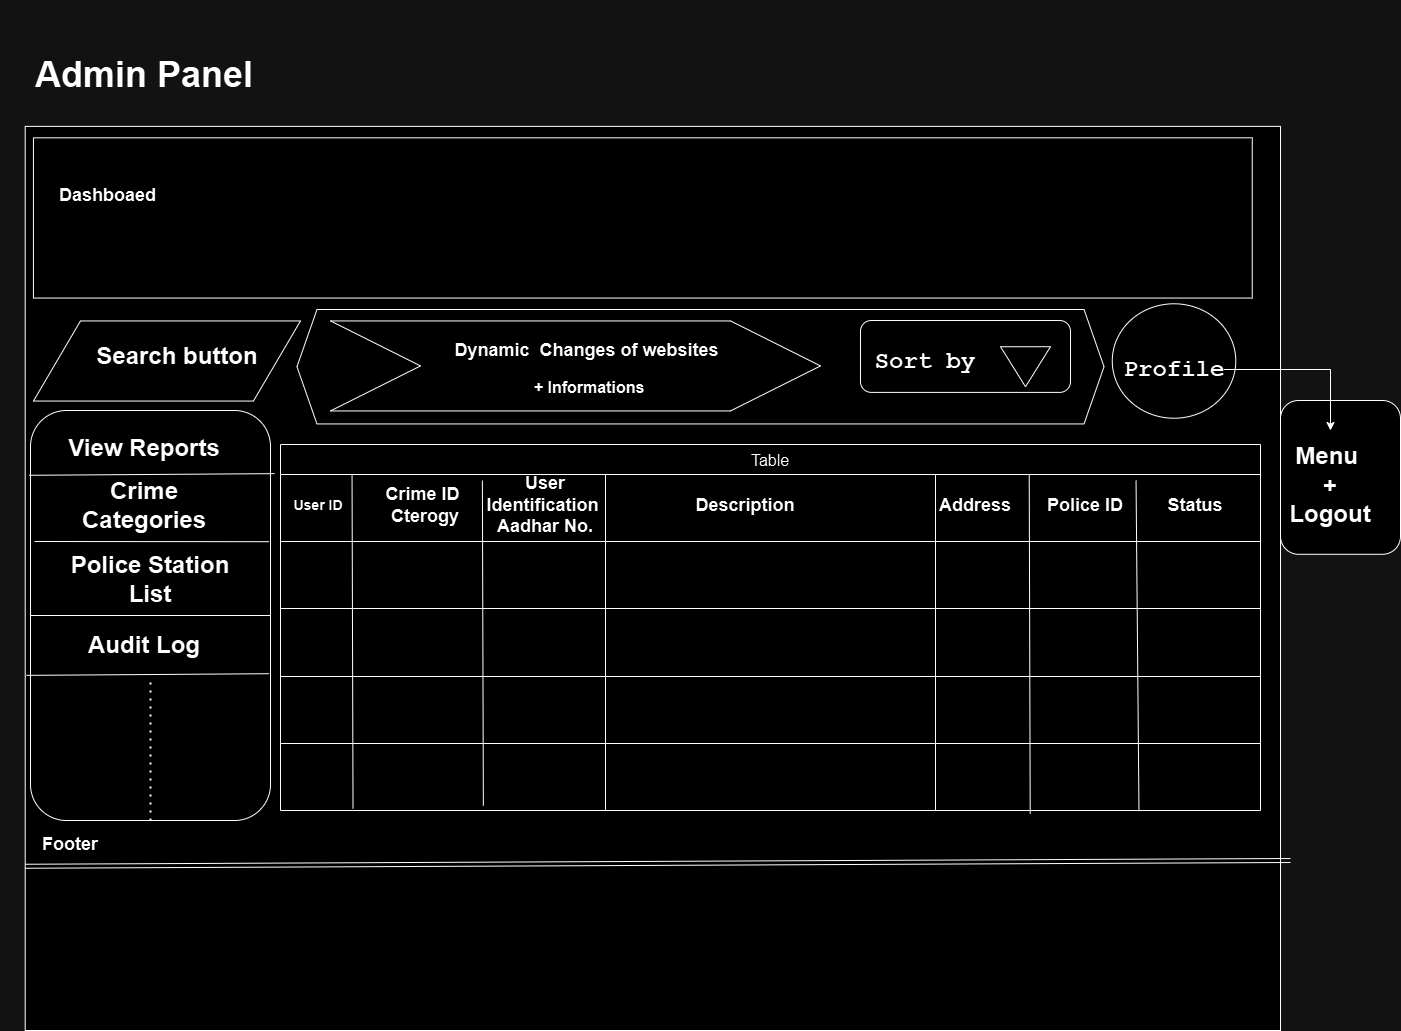 Admin Panel
Dashboaed
Search button
Dynamic  Changes of websites
+ Informations
Sort by
Profile
Menu
+
Logout
View Reports
Crime
Categories
Police Station
List
Audit Log
Table
User ID
Crime ID
Cterogy
User
Identification
Aadhar No.
Description
Address
Police ID
Status
Footer